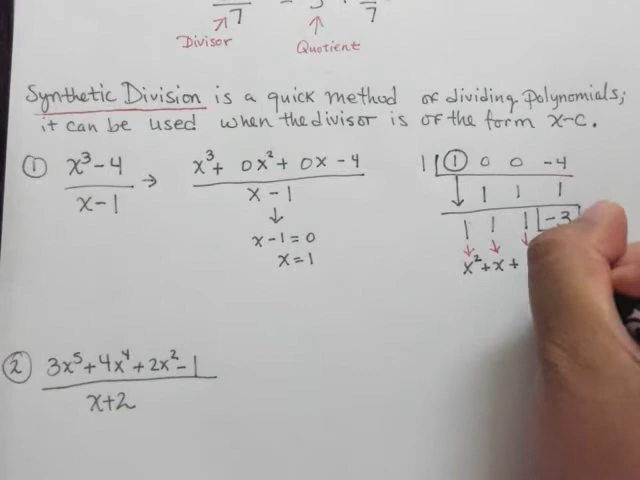 7 = 5 . 7
Divisor Quotient
Synthetic Division is a quick method of dividing polynomials;
it can be used when the divisor is of the form x-c.
① x³-4 → x³+ 0x²+ 0x -4 1 1 0 0 -4
x-1 x-1 ↓ 1 1 1
↓ 1 1 1 -3
x-1=0 x²+x+
x=1
② 3x⁵+4x⁴+2x²-1
x+2